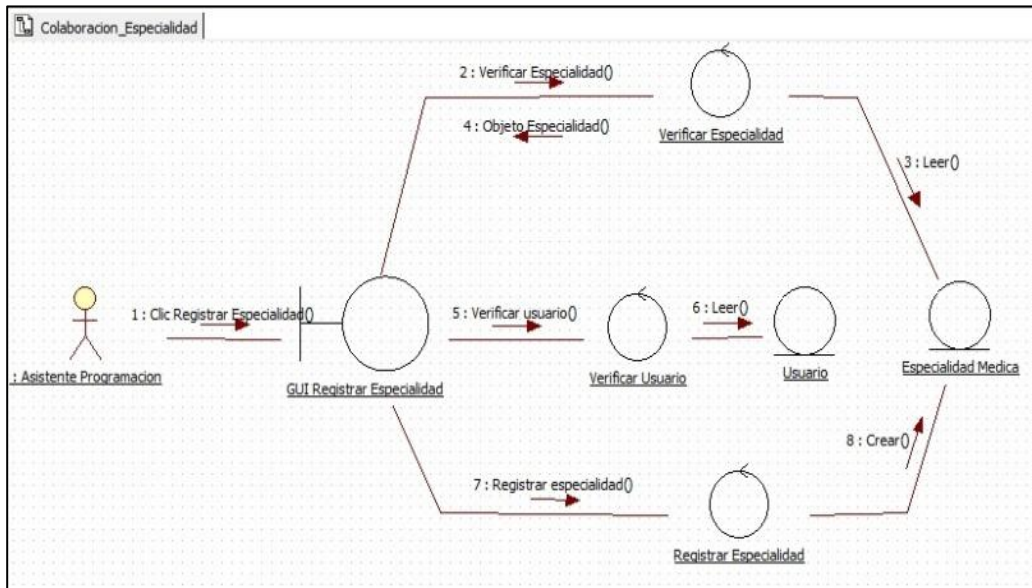 Colaboracion_Especialidad
2 : Verificar Especialidad()
4 : Objeto Especialidad()
Verificar Especialidad
3 : Leer()
1 : Clic Registrar Especialidad()
5 : Verificar usuario()
6 : Leer()
: Asistente Programacion
GUI Registrar Especialidad
Verificar Usuario
Usuario
Especialidad Medica
8 : Crear()
7 : Registrar especialidad()
Registrar Especialidad